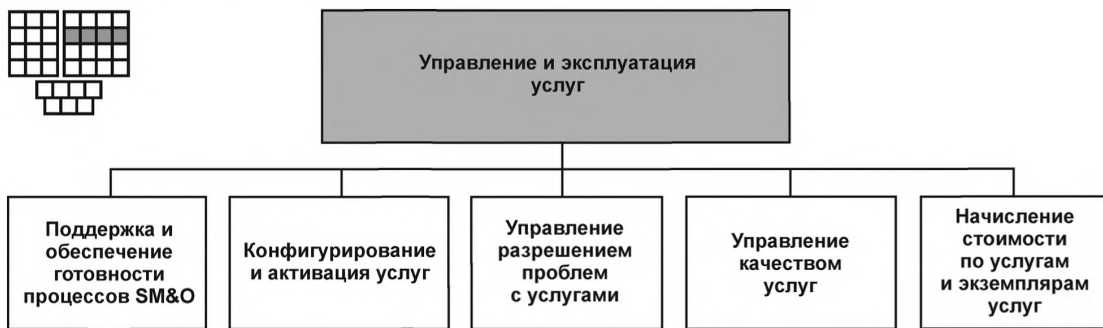 Управление и эксплуатация
услуг
Поддержка и
обеспечение
готовности
процессов SM&O
Конфигурирование
и активация услуг
Управление
разрешением
проблем
с услугами
Управление
качеством
услуг
Начисление
стоимости
по услугам
и экземплярам
услуг